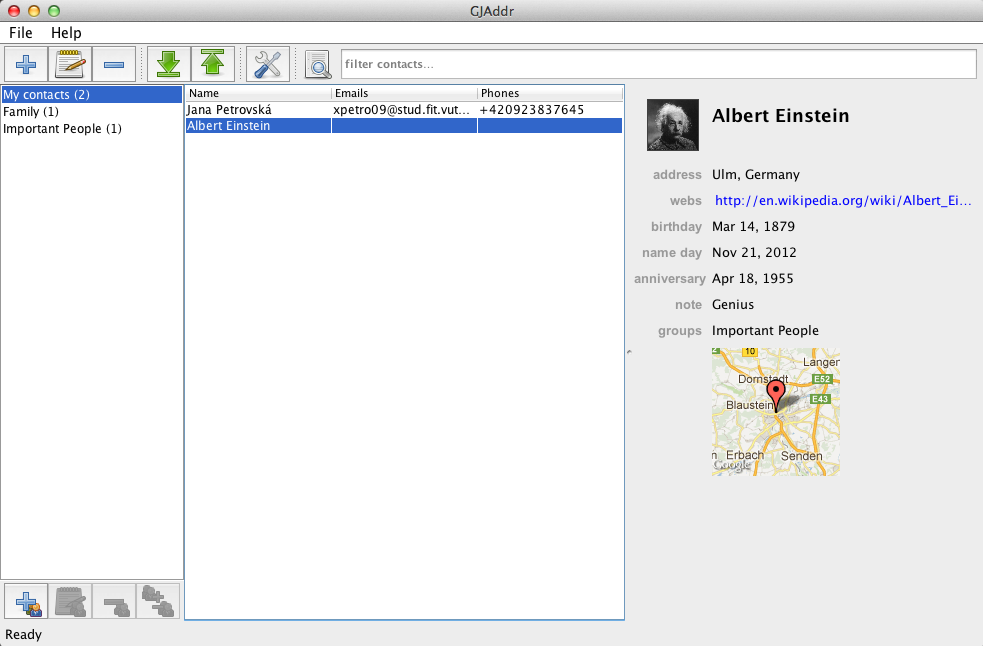 GJAddr
File Help
filter contacts...
My contacts (2)
Family (1)
Important People (1)
Name Emails Phones
Jana Petrovská xpetro09@stud.fit.vut... +420923837645
Albert Einstein
Albert Einstein
address Ulm, Germany
webs http://en.wikipedia.org/wiki/Albert_Ei...
birthday Mar 14, 1879
name day Nov 21, 2012
anniversary Apr 18, 1955
note Genius
groups Important People
2 10
Langen
Dornstadt E52
E43
Blaustein
n Erbach Senden
Google
Ready